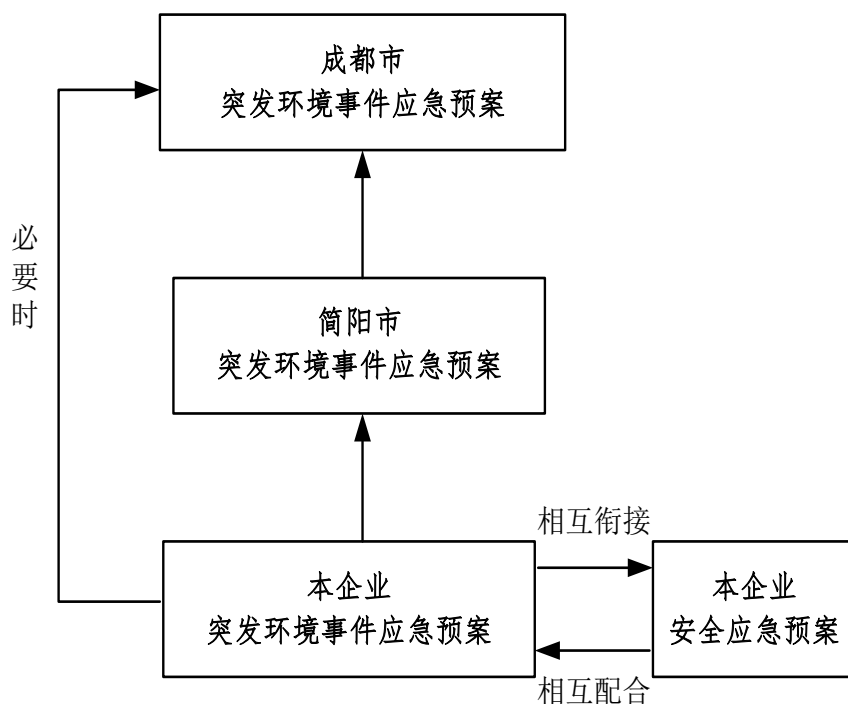 成都市
突发环境事件应急预案
必要时
简阳市
突发环境事件应急预案
相互衔接
本企业
突发环境事件应急预案
本企业
安全应急预案
相互配合